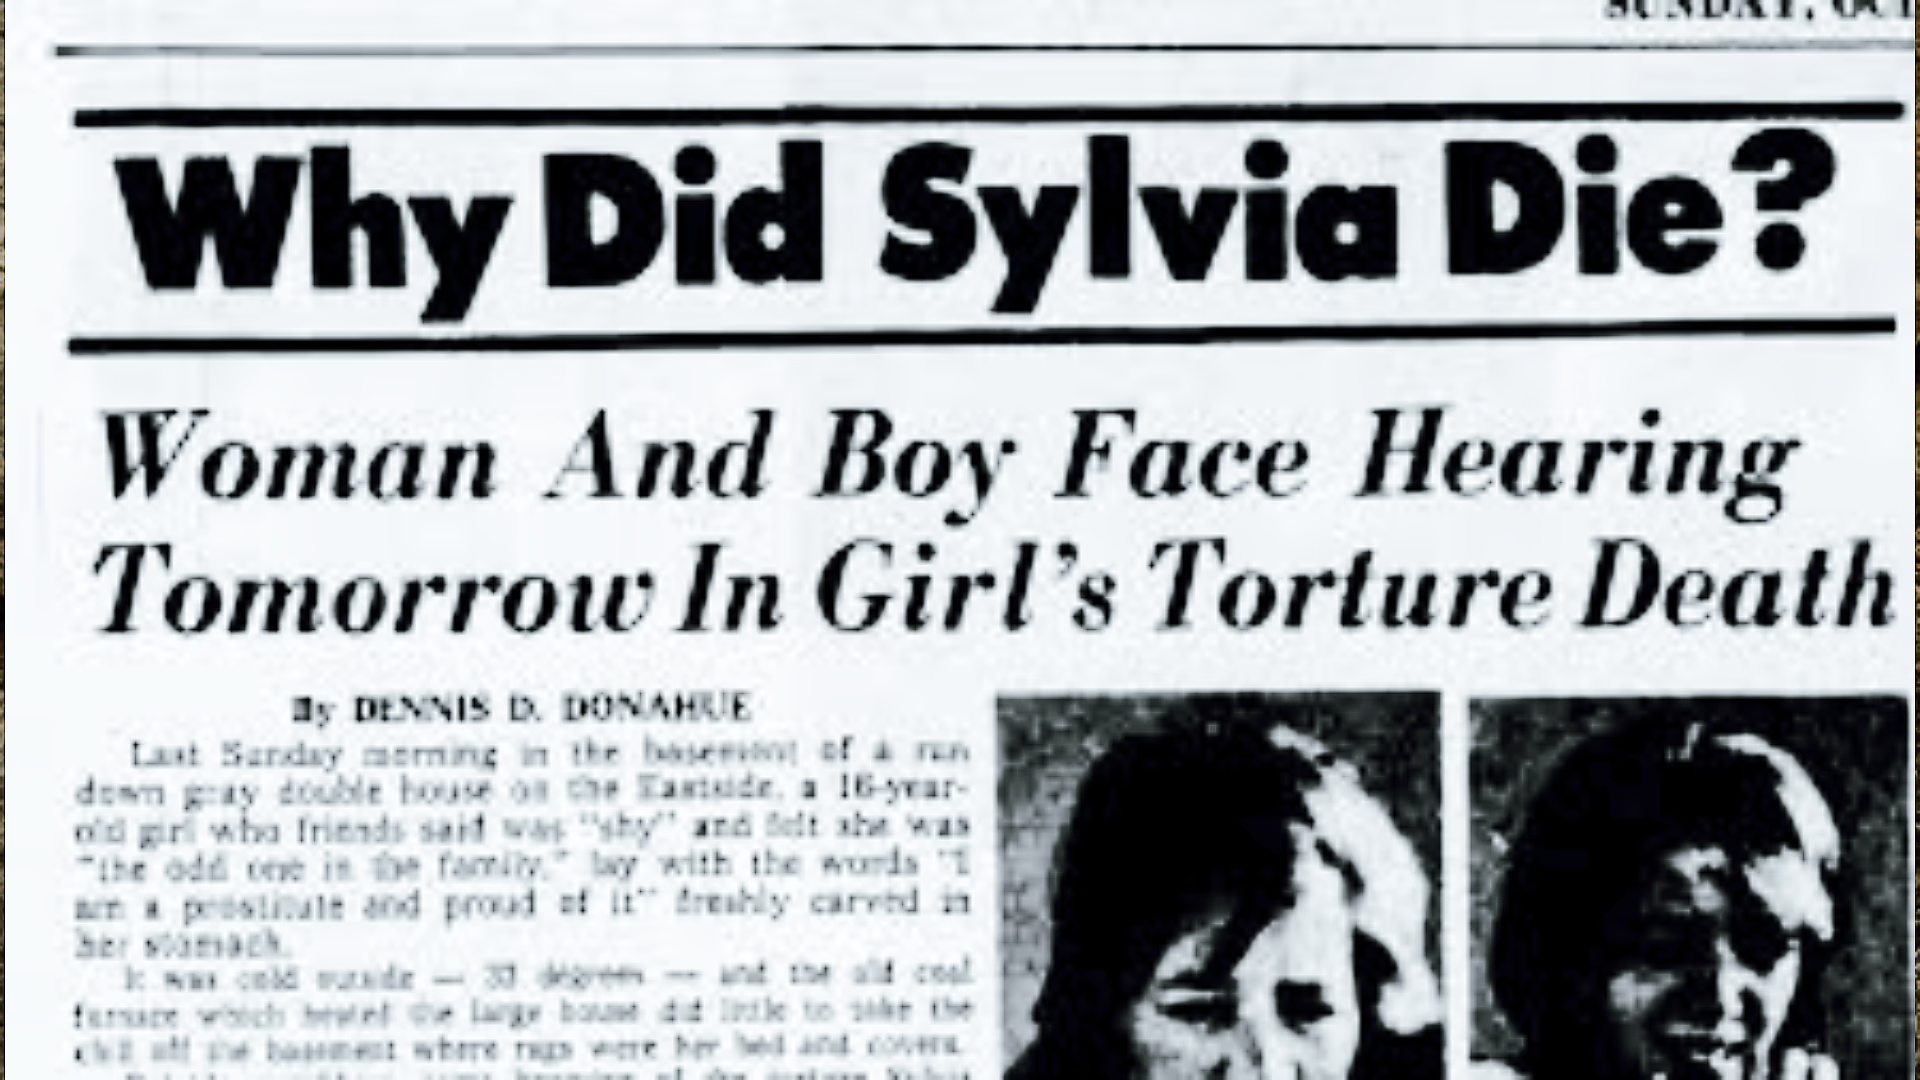 SUNDAY, OCT
Why Did Sylvia Die?
Woman And Boy Face Hearing
Tomorrow In Girl's Torture Death
By DENNIS D. DONAHUE
Last Sunday morning in the basement of a run
down gray double house on the Eastside, a 16-year-
old girl who friends said was "shy" and felt she was
"the odd one in the family," lay with the words "I
am a prostitute and proud of it" freshly carved in
her stomach.
It was cold outside — degrees — and the old coal
furnace which heated the large house did little to take the
chill off the basement where rags were her bed and covers.
of the torture Sylvia